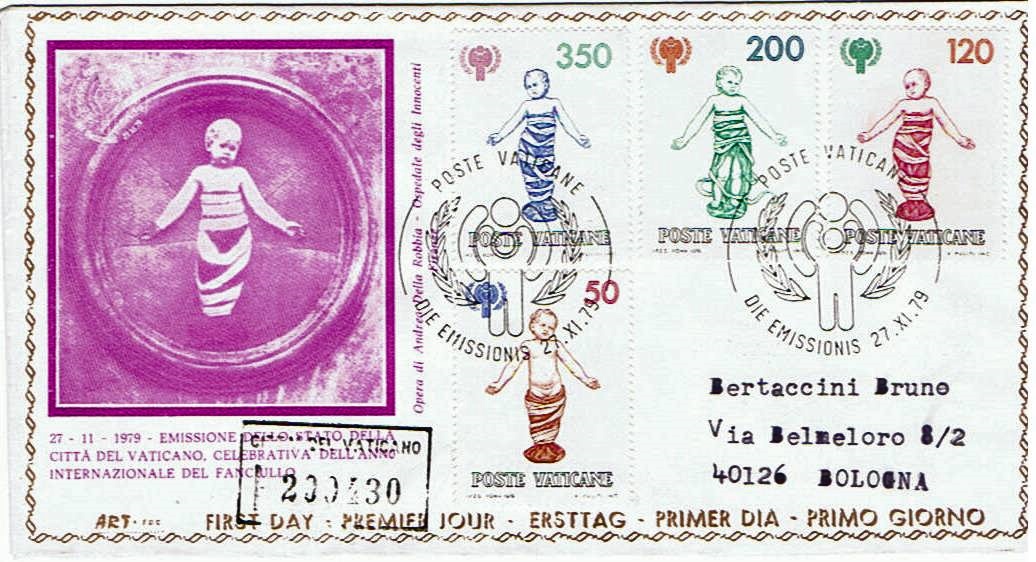 350
200
120
Opera di Andrea Della Robbia - Ospedale degli Innocenti
POSTE VATICANE
POSTE VATICANE
POSTE VATICANE
POSTE VATICANE
POSTE VATICANE
DIE EMISSIONIS 27.XI.79
DIE EMISSIONIS 27.XI.79
50
POSTE VATICANE
Bertaccini Bruno
Via Belmeloro 8/2
40126 BOLOGNA
27 - 11 - 1979 - EMISSIONE DELLO STATO DELLA
CITTÀ DEL VATICANO, CELEBRATIVA DELL'ANNO
INTERNAZIONALE DEL FANCIULLO
DEL VATICANO
ART.
FIRST DAY - PREMIER JOUR - ERSTTAG - PRIMER DIA - PRIMO GIORNO